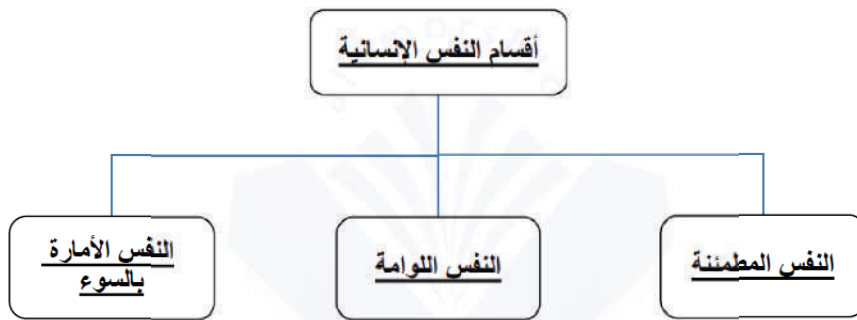 أقسام النفس الإنسانية
النفس المطمئنة
النفس اللوامة
النفس الأمارة
بالسوء